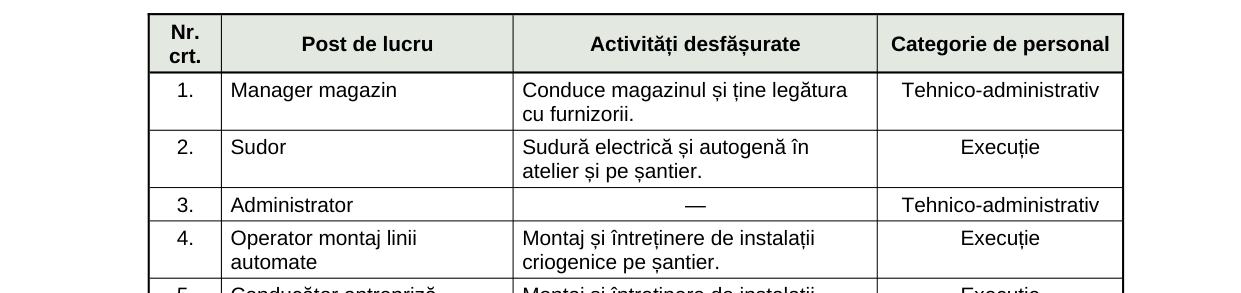 Nr. crt. Post de lucru Activități desfășurate Categorie de personal
1. Manager magazin Conduce magazinul și ține legătura Tehnico-administrativ
cu furnizorii.
2. Sudor Sudură electrică și autogenă în Execuție
atelier și pe șantier.
3. Administrator — Tehnico-administrativ
4. Operator montaj linii Montaj și întreținere de instalații Execuție
automate criogenice pe șantier.